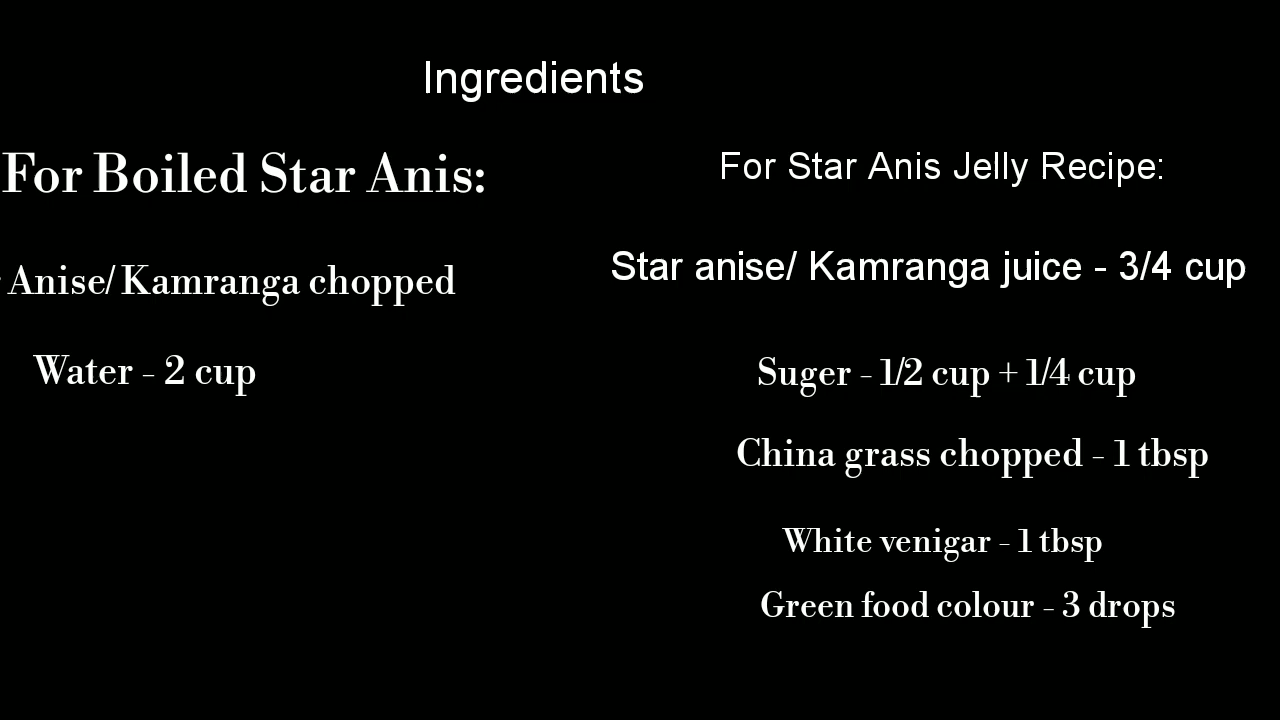 Ingredients
For Boiled Star Anis:
Anise/ Kamranga chopped
Water - 2 cup
For Star Anis Jelly Recipe:
Star anise/ Kamranga juice - 3/4 cup
Suger - 1/2 cup + 1/4 cup
China grass chopped - 1 tbsp
White venigar - 1 tbsp
Green food colour - 3 drops